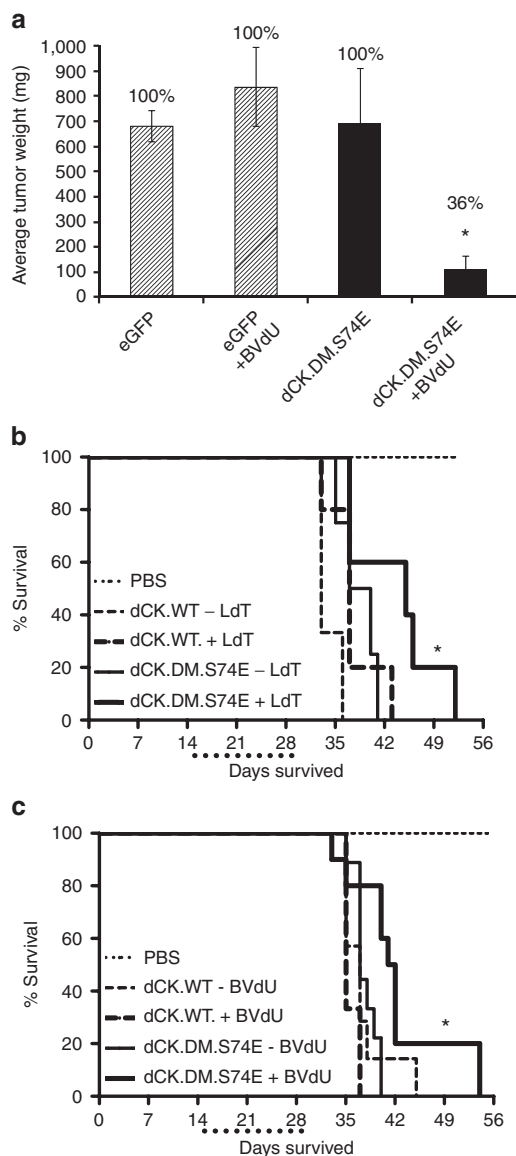 a
Average tumor weight (mg)
1,000
900
800
700
600
500
400
300
200
100
0
100%
100%
100%
36%
*
eGFP
eGFP
+BVdU
dCK.DM.S74E
dCK.DM.S74E
+BVdU
b
% Survival
100
80
60
40
20
0
PBS
dCK.WT – LdT
dCK.WT. + LdT
dCK.DM.S74E – LdT
dCK.DM.S74E + LdT
*
0 7 14 21 28 35 42 49 56
Days survived
c
% Survival
100
80
60
40
20
0
PBS
dCK.WT - BVdU
dCK.WT. + BVdU
dCK.DM.S74E - BVdU
dCK.DM.S74E + BVdU
*
0 7 14 21 28 35 42 49 56
Days survived